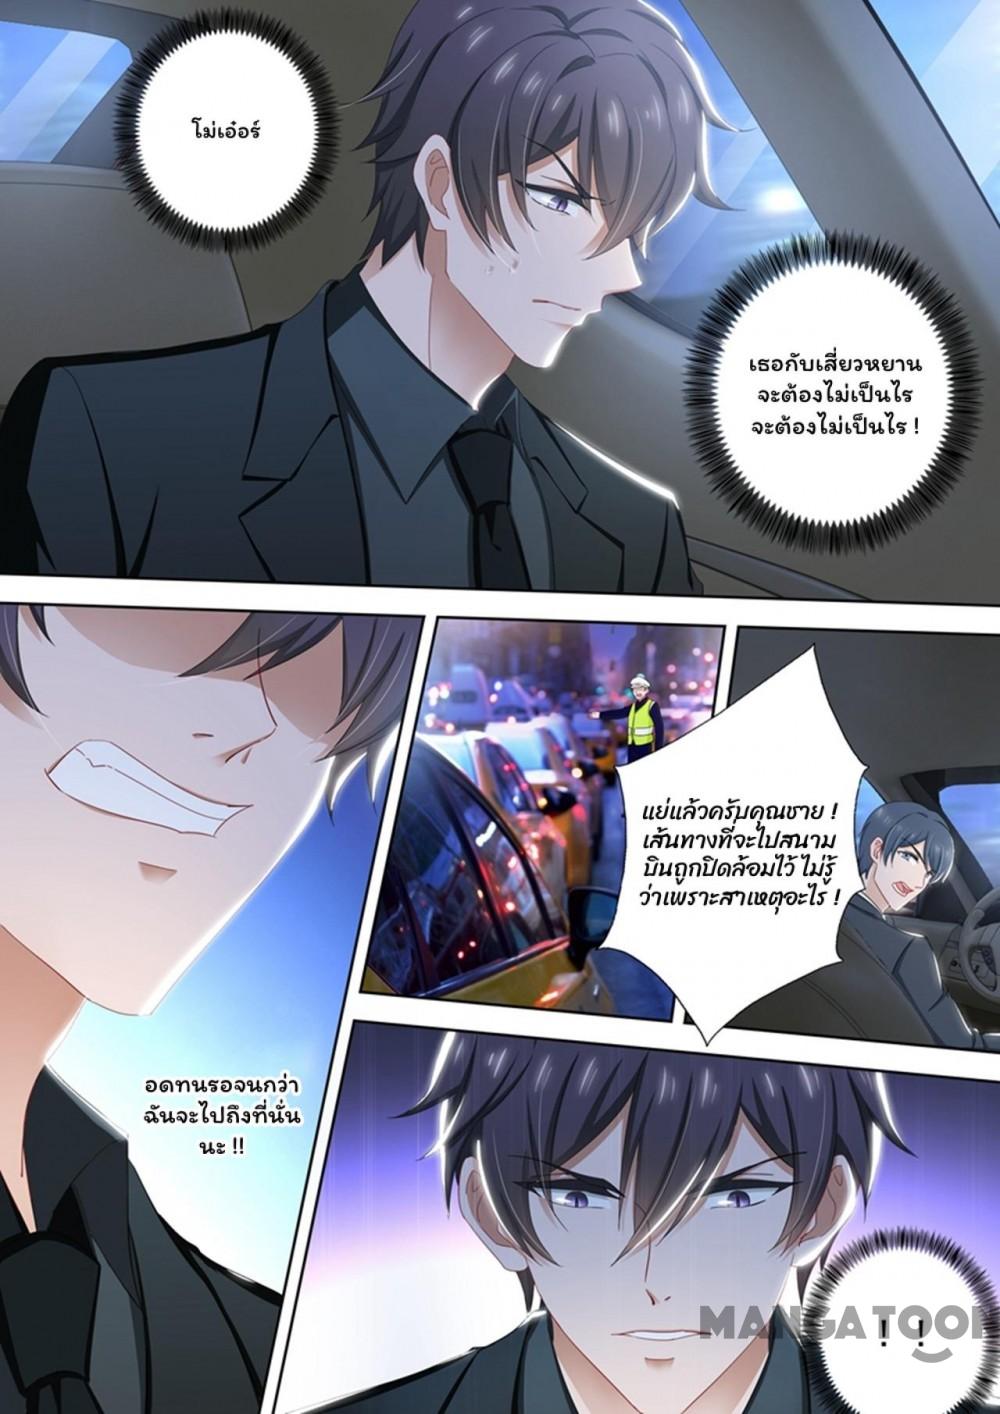 โม่เอ๋อร์
เธอกับเสี่ยวหยาน
จะต้องไม่เป็นไร
จะต้องไม่เป็นไร !
แย่แล้วครับคุณชาย !
เส้นทางที่จะไปสนาม
บินถูกปิดล้อมไว้ ไม่รู้
ว่าเพราะสาเหตุอะไร !
อดทนรอจนกว่า
ฉันจะไปถึงที่นั่น
นะ !!
! !
MANGATOON